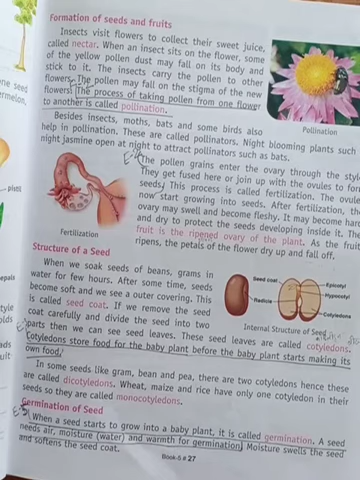 Formation of seeds and fruits
Insects visit flowers to collect their sweet juice,
called nectar. When an insect sits on the flower, some
of the yellow pollen dust may fall on its body and
stick to it. The insects carry the pollen to other
flowers. The pollen may fall on the stigma of the new
flowers. The process of taking pollen from one flower
to another is called pollination.
Pollination
Besides insects, moths, bats and some birds also
help in pollination. These are called pollinators. Night blooming plants such
night jasmine open at night to attract pollinators such as bats.
The pollen grains enter the ovary through the styl
They get fused here or join up with the ovules to for
seeds. This process is called fertilization. The ovule
now start growing into seeds. After fertilization, the
ovary may swell and become fleshy. It may become hard
and dry to protect the seeds developing inside it. The
fruit is the ripened ovary of the plant. As the fruit
ripens, the petals of the flower dry up and fall off.
Fertilization
Structure of a Seed
When we soak seeds of beans, grams in
water for few hours. After some time, seeds
become soft and we see a outer covering. This
is called seed coat. If we remove the seed
coat carefully and divide the seed into two
parts then we can see seed leaves. These seed leaves are called cotyledons.
Cotyledons store food for the baby plant before the baby plant starts making its
own food.
Seed coat
Radicle
Epicotyl
Hypocotyl
Cotyledons
Internal Structure of Seed
In some seeds like gram, bean and pea, there are two cotyledons hence these
are called dicotyledons. Wheat, maize and rice have only one cotyledon in their
seeds so they are called monocotyledons.
Germination of Seed
When a seed starts to grow into a baby plant, it is called germination. A seed
needs air, moisture (water) and warmth for germination. Moisture swells the seed
and softens the seed coat.
Book-5 # 27
pistil